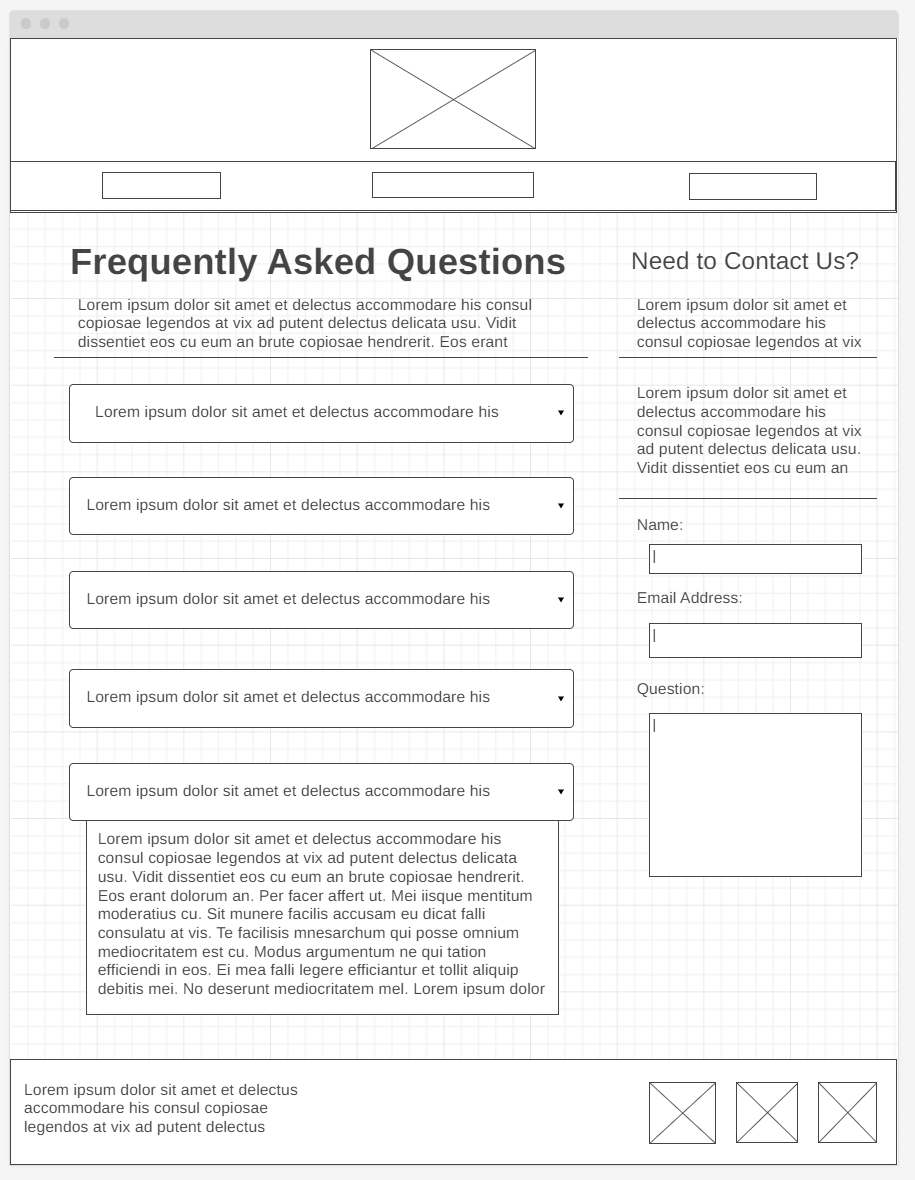 Frequently Asked Questions
Lorem ipsum dolor sit amet et delectus accommodare his consul
copiosae legendos at vix ad putent delectus delicata usu. Vidit
dissentiet eos cu eum an brute copiosae hendrerit. Eos erant
Lorem ipsum dolor sit amet et delectus accommodare his
Lorem ipsum dolor sit amet et delectus accommodare his
Lorem ipsum dolor sit amet et delectus accommodare his
Lorem ipsum dolor sit amet et delectus accommodare his
Lorem ipsum dolor sit amet et delectus accommodare his
Lorem ipsum dolor sit amet et delectus accommodare his
consul copiosae legendos at vix ad putent delectus delicata
usu. Vidit dissentiet eos cu eum an brute copiosae hendrerit.
Eos erant dolorum an. Per facer affert ut. Mei iisque mentitum
moderatius cu. Sit munere facilis accusam eu dicat falli
consulatu at vis. Te facilisis mnesarchum qui posse omnium
mediocritatem est cu. Modus argumentum ne qui tation
efficiendi in eos. Ei mea falli legere efficiantur et tollit aliquip
debitis mei. No deserunt mediocritatem mel. Lorem ipsum dolor
Need to Contact Us?
Lorem ipsum dolor sit amet et
delectus accommodare his
consul copiosae legendos at vix
Lorem ipsum dolor sit amet et
delectus accommodare his
consul copiosae legendos at vix
ad putent delectus delicata usu.
Vidit dissentiet eos cu eum an
Name:
Email Address:
Question:
Lorem ipsum dolor sit amet et delectus
accommodare his consul copiosae
legendos at vix ad putent delectus